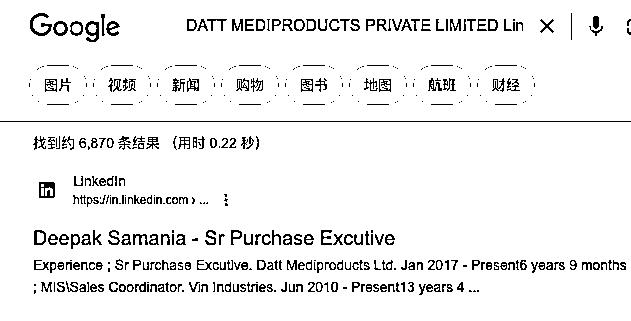 Google DATT MEDIPRODUCTS PRIVATE LIMITED Lin
图片 视频 新闻 购物 图书 地图 航班 财经
找到约 6,870 条结果 （用时 0.22 秒）
LinkedIn
https://in.linkedin.com › ...
Deepak Samania - Sr Purchase Excutive
Experience ; Sr Purchase Excutive. Datt Mediproducts Ltd. Jan 2017 - Present6 years 9 months
; MIS\Sales Coordinator. Vin Industries. Jun 2010 - Present13 years 4 ...